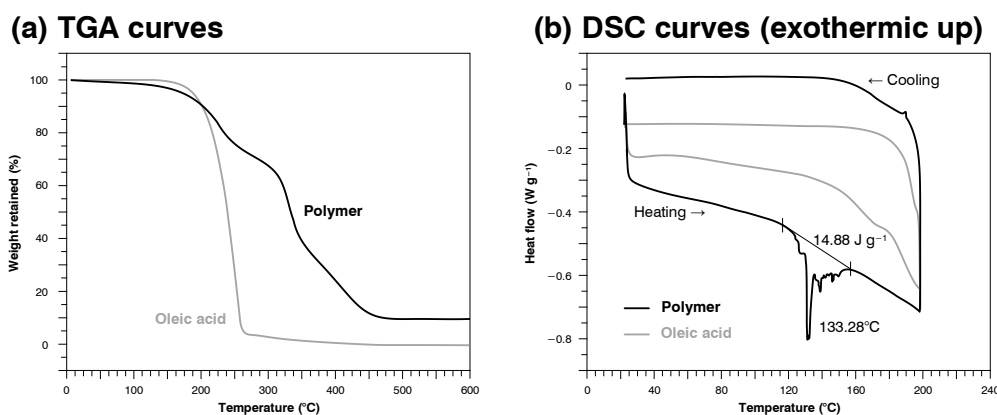 (a) TGA curves
100
80
60
40
20
0
Weight retained (%)
Polymer
Oleic acid
0
100
200
300
400
500
600
Temperature (°C)
(b) DSC curves (exothermic up)
0
−0.2
−0.4
−0.6
−0.8
Heat flow (W g⁻¹)
← Cooling
Heating →
14.88 J g⁻¹
133.28°C
Polymer
Oleic acid
0
40
80
120
160
200
240
Temperature (°C)